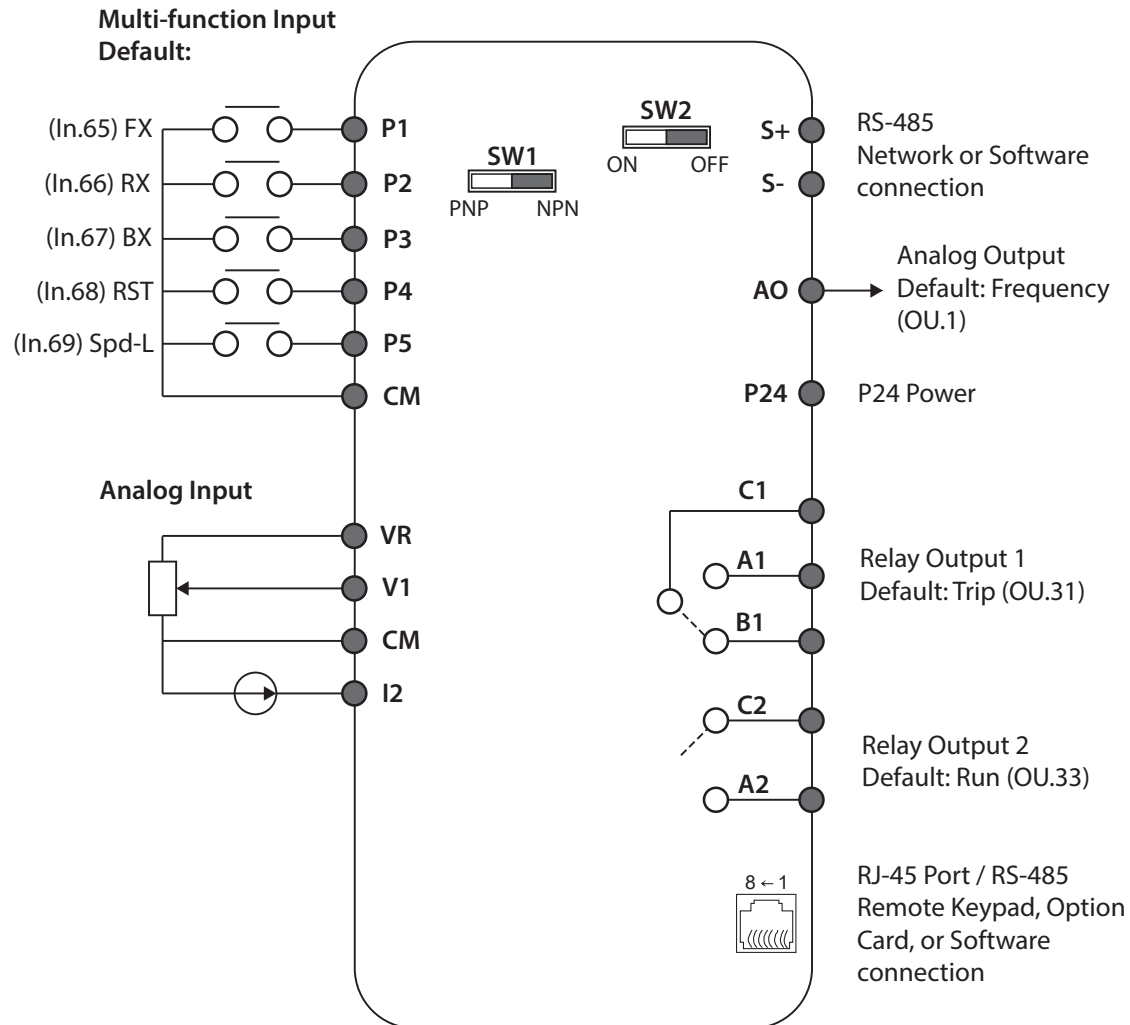 Multi-function Input
Default:
(In.65) FX
P1
(In.66) RX
P2
(In.67) BX
P3
(In.68) RST
P4
(In.69) Spd-L
P5
CM
SW1
PNP NPN
SW2
ON OFF
S+
S-
RS-485
Network or Software
connection
AO
Analog Output
Default: Frequency
(OU.1)
P24
P24 Power
Analog Input
VR
V1
CM
I2
C1
A1
B1
Relay Output 1
Default: Trip (OU.31)
C2
A2
Relay Output 2
Default: Run (OU.33)
8 ← 1
RJ-45 Port / RS-485
Remote Keypad, Option
Card, or Software
connection